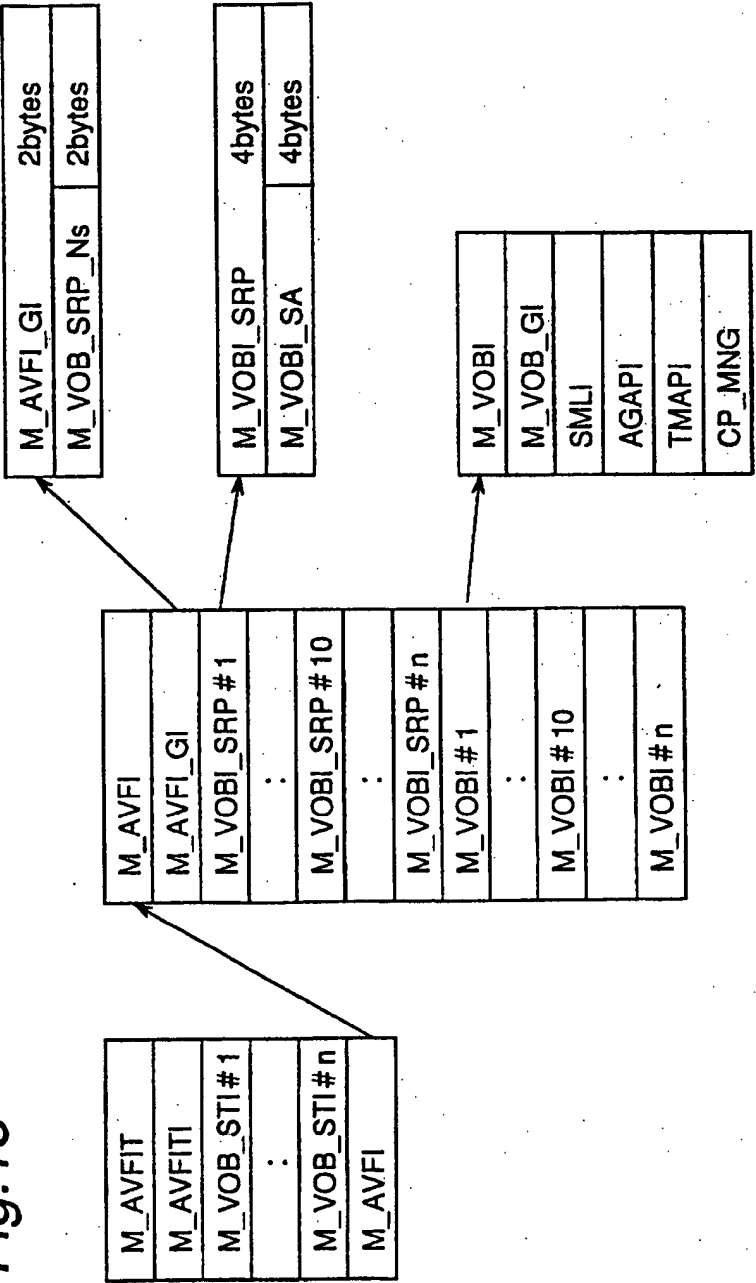 M_AVFIT
M_AVFITI
M_VOB_STI#1
:
M_VOB_STI#n
M_AVFI
M_AVFI
M_AVFI_GI
M_VOBI_SRP#1
:
M_VOBI_SRP#10
:
M_VOBI_SRP#n
M_VOBI#1
:
M_VOBI#10
:
M_VOBI#n
M_AVFI_GI 2bytes
M_VOB_SRP_Ns 2bytes
M_VOBI_SRP 4bytes
M_VOBI_SA 4bytes
M_VOBI
M_VOB_GI
SMLI
AGAPI
TMAPI
CP_MNG